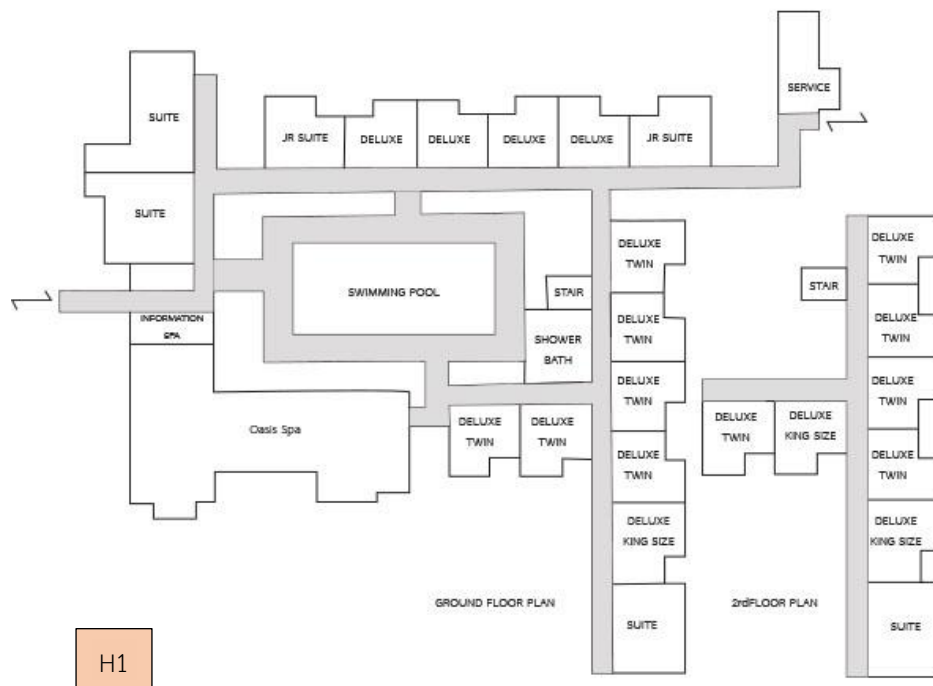 SERVICE
SUITE
JR SUITE
DELUXE
DELUXE
DELUXE
DELUXE
JR SUITE
SUITE
DELUXE
TWIN
DELUXE
TWIN
SWIMMING POOL
STAIR
STAIR
INFORMATION
SPA
DELUXE
TWIN
DELUXE
TWIN
SHOWER
BATH
DELUXE
TWIN
DELUXE
TWIN
Oasis Spa
DELUXE
TWIN
DELUXE
TWIN
DELUXE
TWIN
DELUXE
KING SIZE
DELUXE
TWIN
DELUXE
TWIN
DELUXE
KING SIZE
DELUXE
KING SIZE
GROUND FLOOR PLAN
2rdFLOOR PLAN
SUITE
SUITE
H1